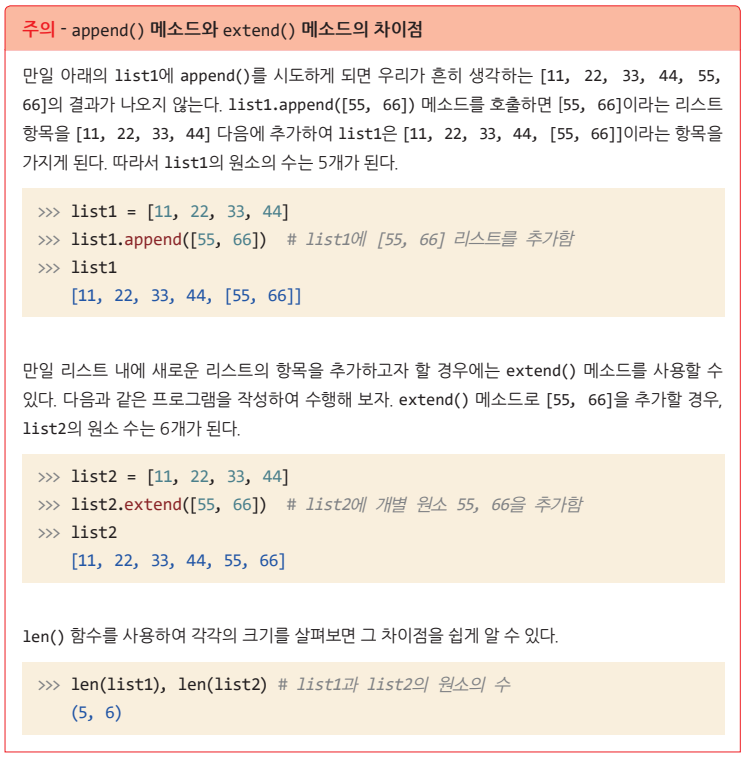 주의 - append() 메소드와 extend() 메소드의 차이점
만일 아래의 list1에 append()를 시도하게 되면 우리가 흔히 생각하는 [11, 22, 33, 44, 55,
66]의 결과가 나오지 않는다. list1.append([55, 66]) 메소드를 호출하면 [55, 66]이라는 리스트
항목을 [11, 22, 33, 44] 다음에 추가하여 list1은 [11, 22, 33, 44, [55, 66]]이라는 항목을
가지게 된다. 따라서 list1의 원소의 수는 5개가 된다.
>>> list1 = [11, 22, 33, 44]
>>> list1.append([55, 66])  # list1에 [55, 66] 리스트를 추가함
>>> list1
[11, 22, 33, 44, [55, 66]]
만일 리스트 내에 새로운 리스트의 항목을 추가하고자 할 경우에는 extend() 메소드를 사용할 수
있다. 다음과 같은 프로그램을 작성하여 수행해 보자. extend() 메소드로 [55, 66]을 추가할 경우,
list2의 원소 수는 6개가 된다.
>>> list2 = [11, 22, 33, 44]
>>> list2.extend([55, 66])  # list2에 개별 원소 55, 66을 추가함
>>> list2
[11, 22, 33, 44, 55, 66]
len() 함수를 사용하여 각각의 크기를 살펴보면 그 차이점을 쉽게 알 수 있다.
>>> len(list1), len(list2) # list1과 list2의 원소의 수
(5, 6)